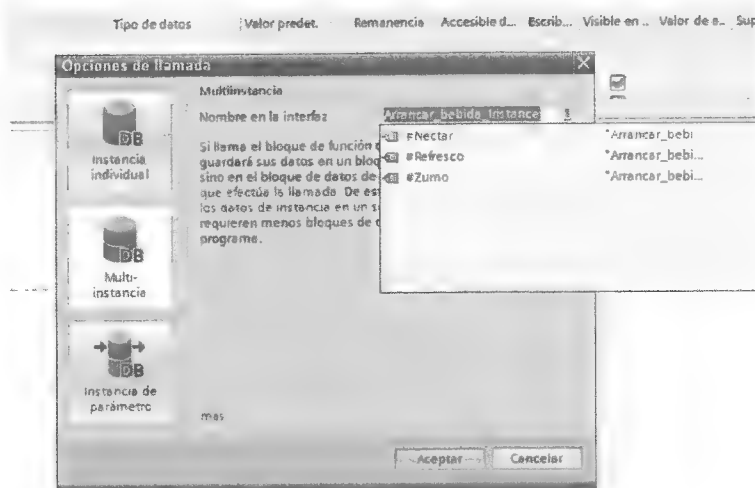 Tipo de datos Valor predet. Remanencia Accesible d... Escrib... Visible en .. Valor de e.. Sup
Opciones de llamada
Multiinstancia
Nombre en la interfaz Arrancar_bebida_Instance
#Nectar "Arrancar_bebi
#Refresco "Arrancar_bebi...
#Zumo "Arrancar_bebi...
Si llama el bloque de función
guardará sus datos en un bloq
sino en el bloque de datos de
que efectúa la llamada. De es
los datos de instancia en un s
requieren menos bloques de
programa.
mas
DB
Instancia
individual
DB
Multi-
instancia
DB
Instancia de
parámetro
Aceptar Cancelar